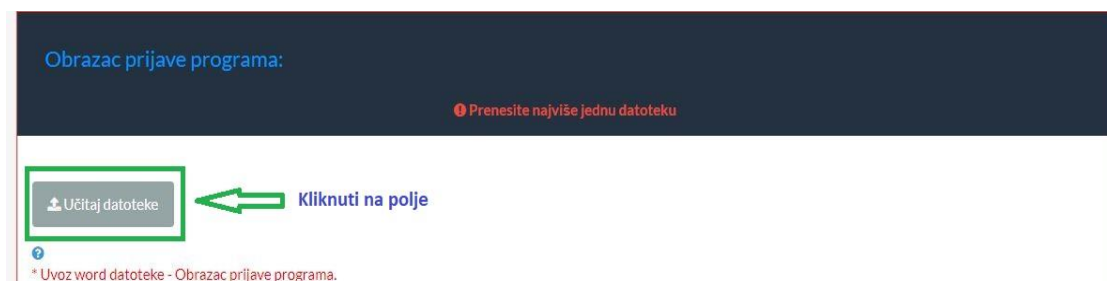 Obrazac prijave programa:
Prenesite najviše jednu datoteku
Učitaj datoteke
Kliknuti na polje
* Uvoz word datoteke - Obrazac prijave programa.